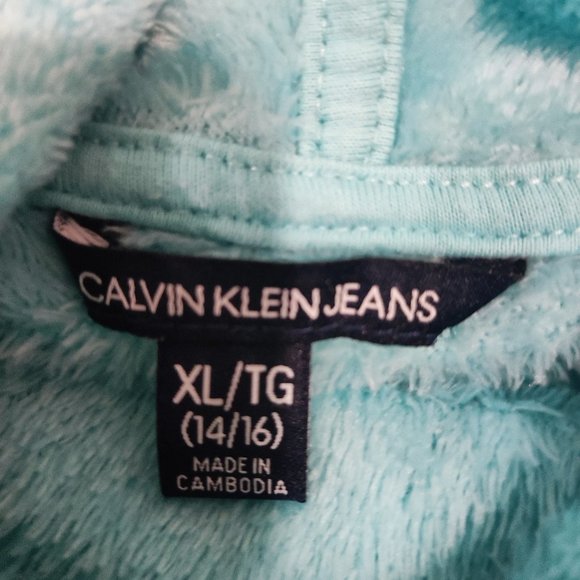 CALVIN KLEIN JEANS
XL/TG
(14/16)
MADE IN
CAMBODIA